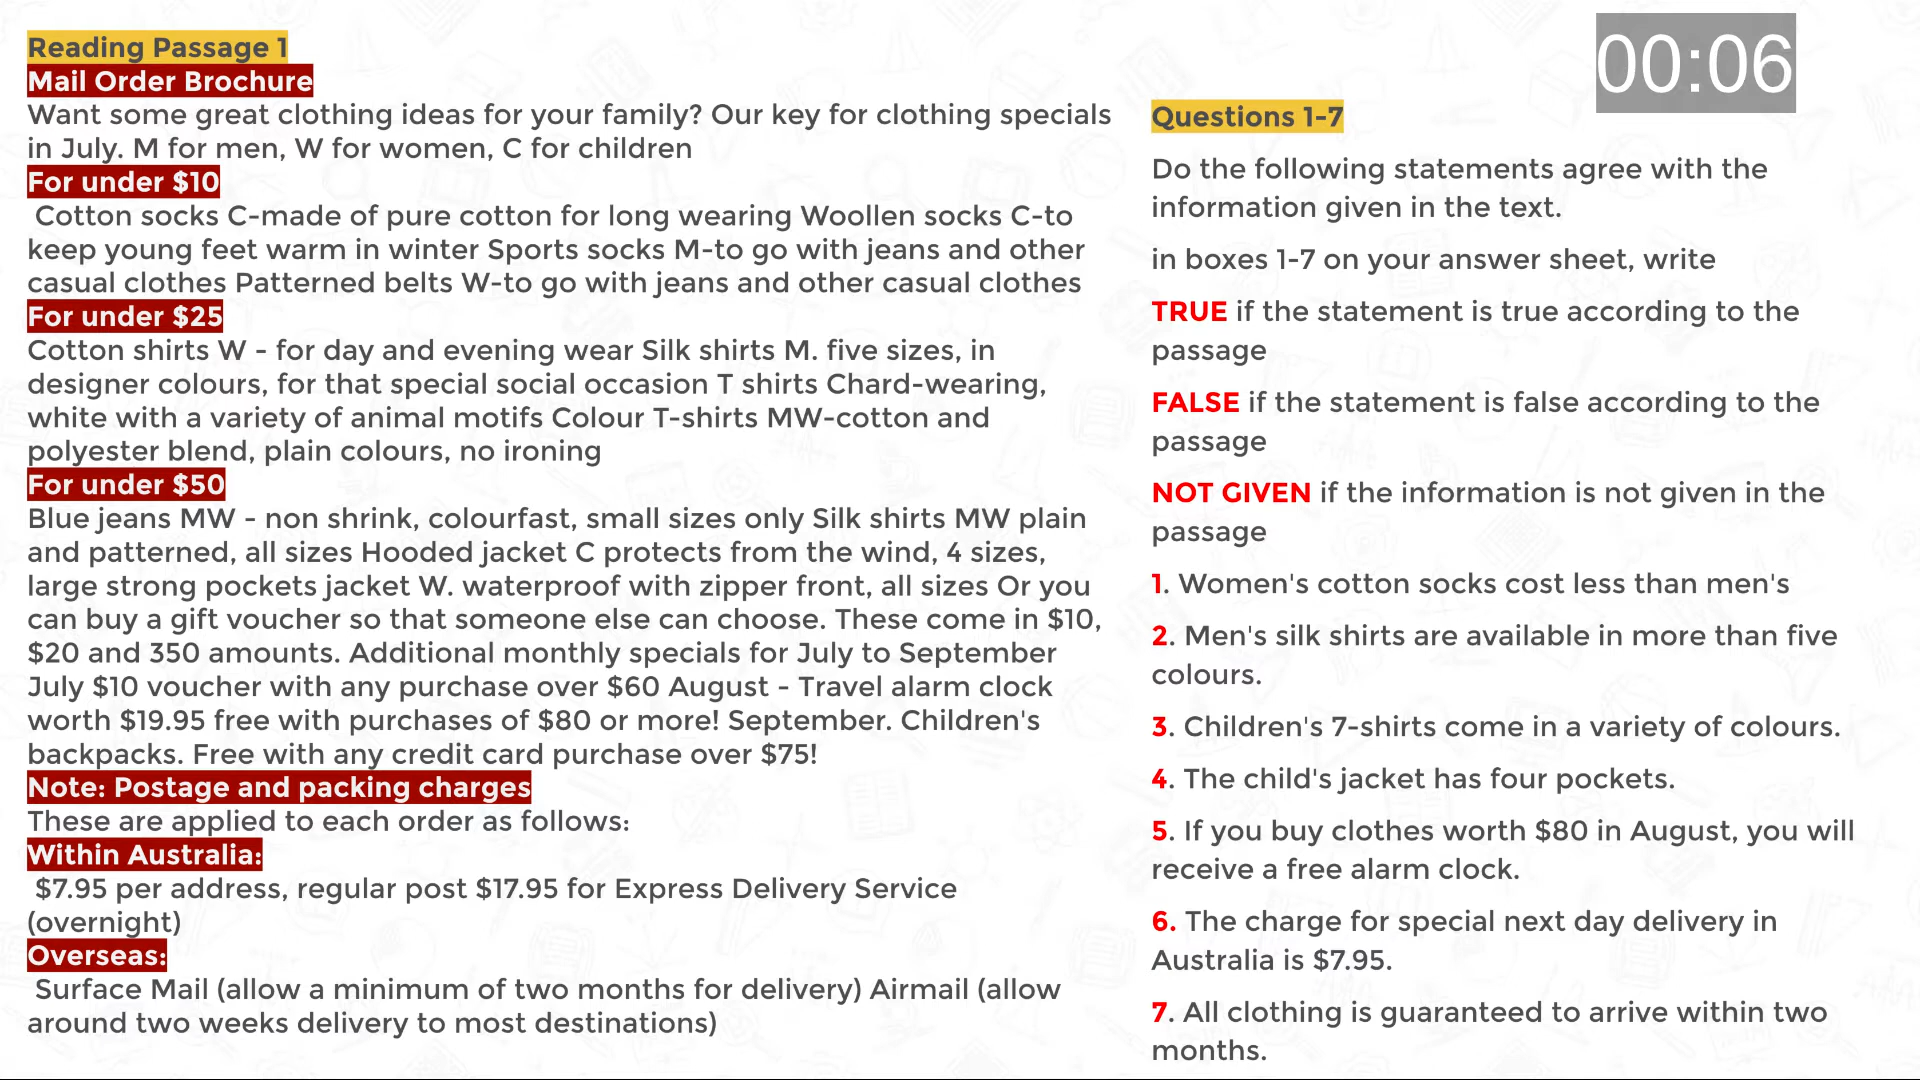 Reading Passage 1
Mail Order Brochure
Want some great clothing ideas for your family? Our key for clothing specials
in July. M for men, W for women, C for children
For under $10
Cotton socks C-made of pure cotton for long wearing Woollen socks C-to
keep young feet warm in winter Sports socks M-to go with jeans and other
casual clothes Patterned belts W-to go with jeans and other casual clothes
For under $25
Cotton shirts W - for day and evening wear Silk shirts M. five sizes, in
designer colours, for that special social occasion T shirts Chard-wearing,
white with a variety of animal motifs Colour T-shirts MW-cotton and
polyester blend, plain colours, no ironing
For under $50
Blue jeans MW - non shrink, colourfast, small sizes only Silk shirts MW plain
and patterned, all sizes Hooded jacket C protects from the wind, 4 sizes,
large strong pockets jacket W. waterproof with zipper front, all sizes Or you
can buy a gift voucher so that someone else can choose. These come in $10,
$20 and 350 amounts. Additional monthly specials for July to September
July $10 voucher with any purchase over $60 August - Travel alarm clock
worth $19.95 free with purchases of $80 or more! September. Children's
backpacks. Free with any credit card purchase over $75!
Note: Postage and packing charges
These are applied to each order as follows:
Within Australia:
$7.95 per address, regular post $17.95 for Express Delivery Service
(overnight)
Overseas:
Surface Mail (allow a minimum of two months for delivery) Airmail (allow
around two weeks delivery to most destinations)
00:06
Questions 1-7
Do the following statements agree with the
information given in the text.
in boxes 1-7 on your answer sheet, write
TRUE if the statement is true according to the
passage
FALSE if the statement is false according to the
passage
NOT GIVEN if the information is not given in the
passage
1. Women's cotton socks cost less than men's
2. Men's silk shirts are available in more than five
colours.
3. Children's 7-shirts come in a variety of colours.
4. The child's jacket has four pockets.
5. If you buy clothes worth $80 in August, you will
receive a free alarm clock.
6. The charge for special next day delivery in
Australia is $7.95.
7. All clothing is guaranteed to arrive within two
months.